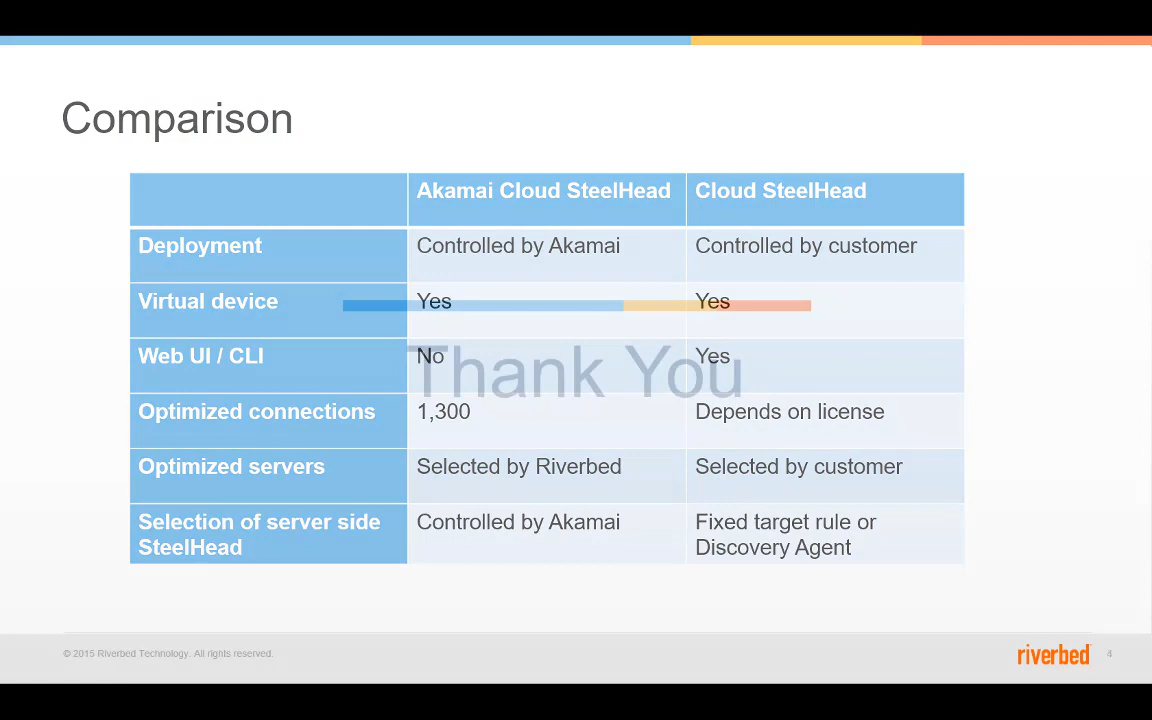 Comparison
Akamai Cloud SteelHead Cloud SteelHead
Deployment Controlled by Akamai Controlled by customer
Virtual device Yes Yes
Web UI / CLI No Yes
Thank You
Optimized connections 1,300 Depends on license
Optimized servers Selected by Riverbed Selected by customer
Selection of server side Controlled by Akamai Fixed target rule or
SteelHead Discovery Agent
© 2015 Riverbed Technology. All rights reserved. riverbed 4